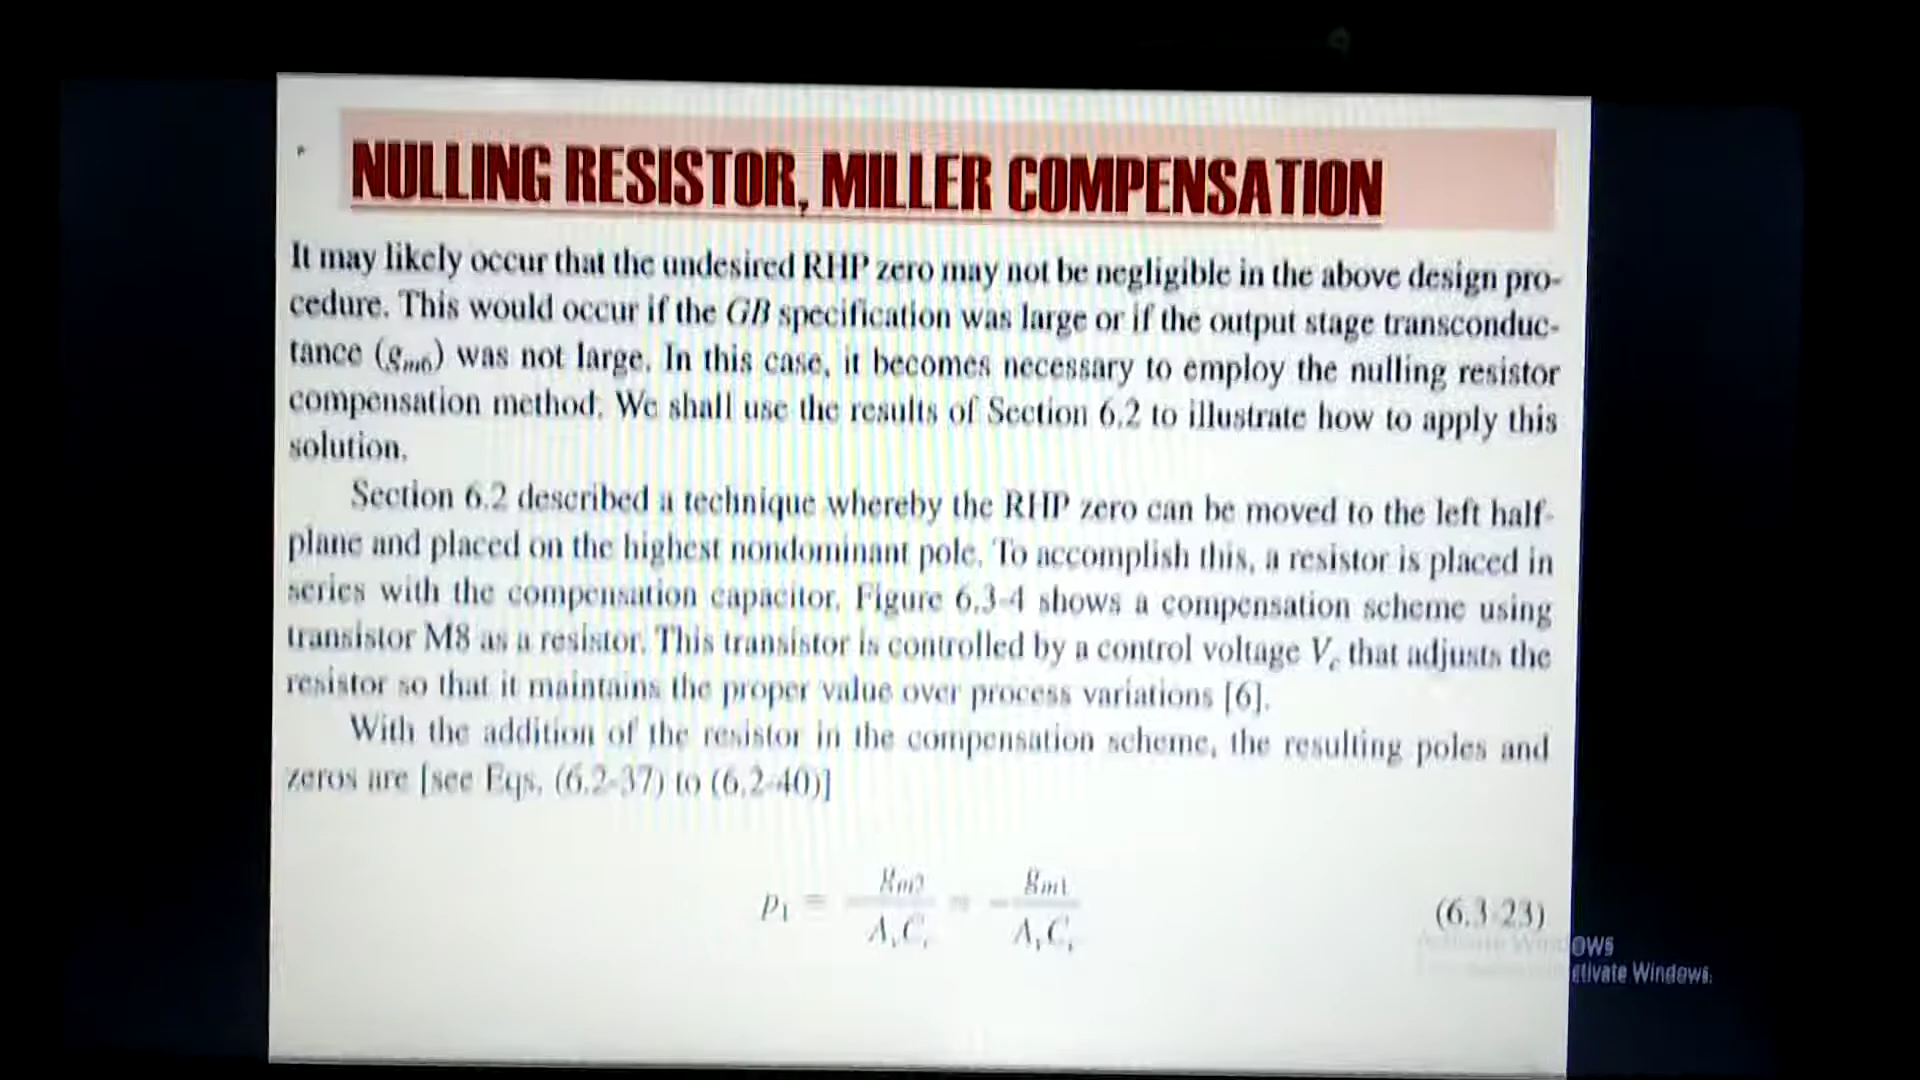 NULLING RESISTOR, MILLER COMPENSATION
It may likely occur that the undesired RHP zero may not be negligible in the above design pro-
cedure. This would occur if the GB specification was large or if the output stage transconduc-
tance (gm6) was not large. In this case, it becomes necessary to employ the nulling resistor
compensation method. We shall use the results of Section 6.2 to illustrate how to apply this
solution.
Section 6.2 described a technique whereby the RHP zero can be moved to the left half-
plane and placed on the highest nondominant pole. To accomplish this, a resistor is placed in
series with the compensation capacitor. Figure 6.3-4 shows a compensation scheme using
transistor M8 as a resistor. This transistor is controlled by a control voltage Vc that adjusts the
resistor so that it maintains the proper value over process variations [6].
With the addition of the resistor in the compensation scheme, the resulting poles and
zeros are [see Eqs. (6.2-37) to (6.2-40)]
p1 = -gm2/AvCc = -gm1/AvCc (6.3-23)
Windows
ctivate Windows.